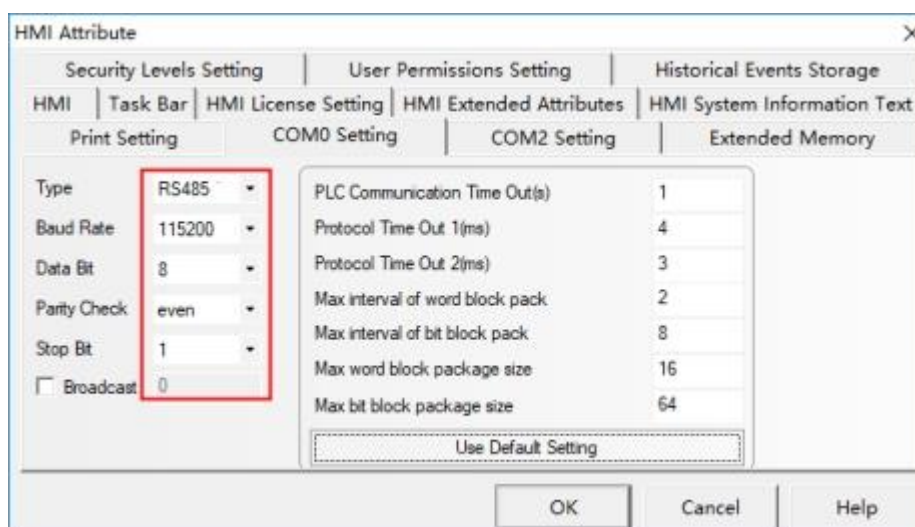 HMI Attribute
Security Levels Setting User Permissions Setting Historical Events Storage
HMI Task Bar HMI License Setting HMI Extended Attributes HMI System Information Text
Print Setting COM0 Setting COM2 Setting Extended Memory
Type RS485
Baud Rate 115200
Data Bit 8
Parity Check even
Stop Bit 1
Broadcast 0
PLC Communication Time Out(s) 1
Protocol Time Out 1(ms) 4
Protocol Time Out 2(ms) 3
Max interval of word block pack 2
Max interval of bit block pack 8
Max word block package size 16
Max bit block package size 64
Use Default Setting
OK Cancel Help